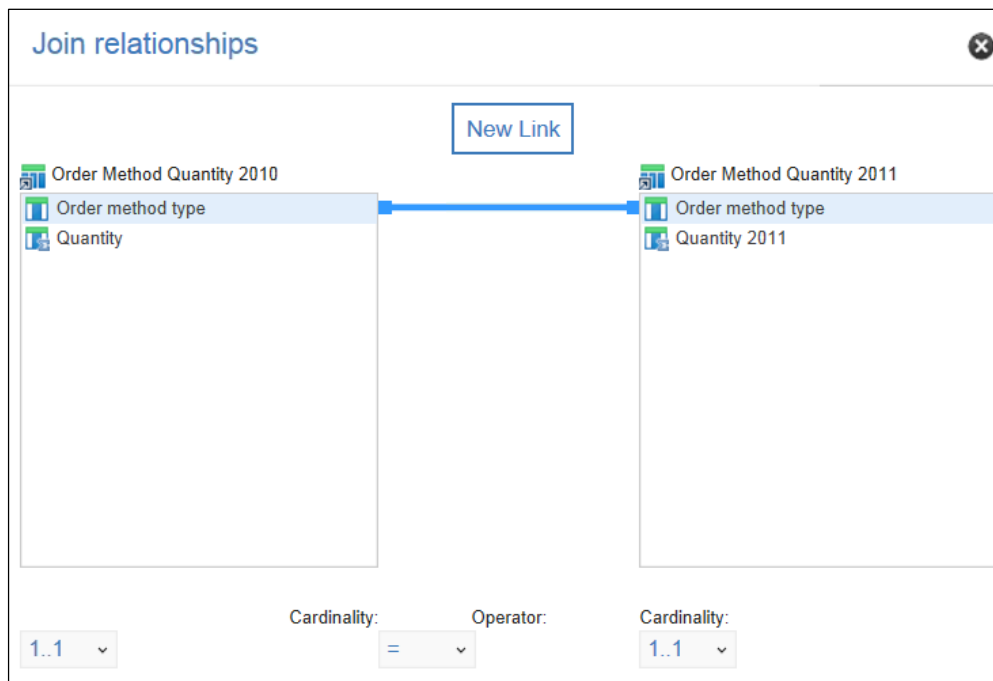 Join relationships
New Link
Order Method Quantity 2010
Order method type
Quantity
Order Method Quantity 2011
Order method type
Quantity 2011
Cardinality: Operator: Cardinality:
1..1 = 1..1